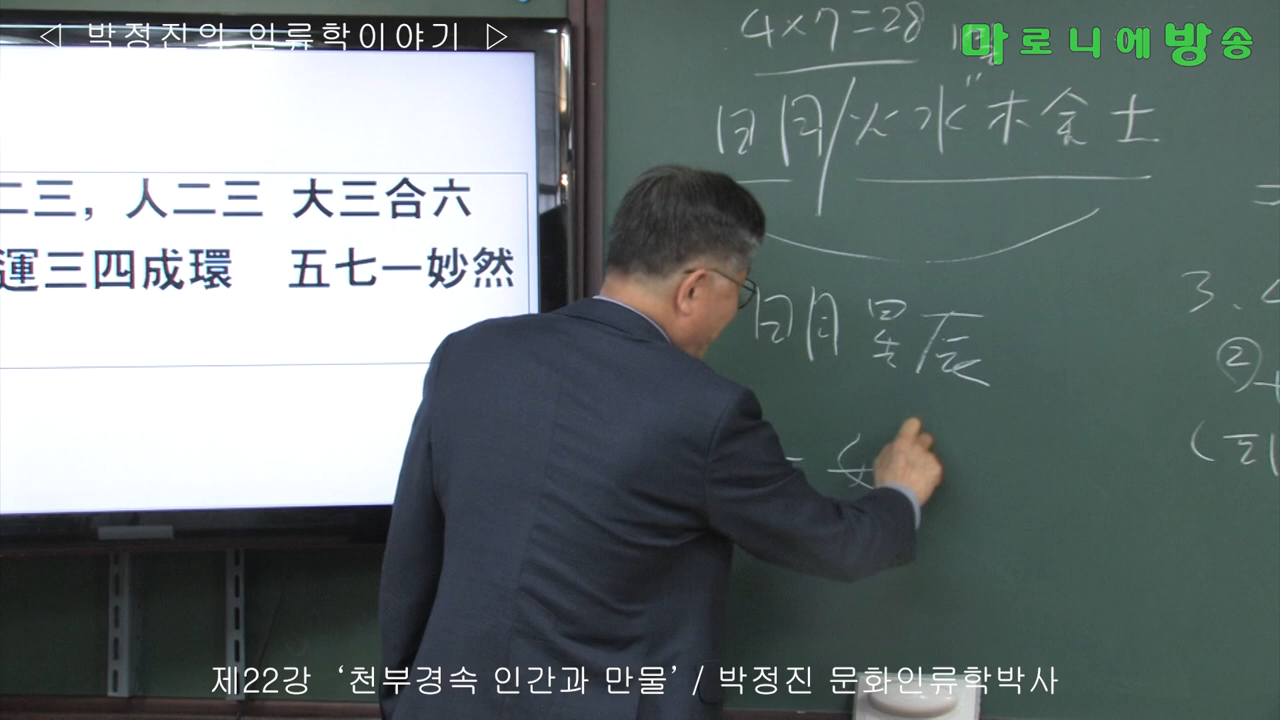 ◁ 박정진의 인류학이야기 ▷
마로니에방송
二三, 人二三 大三合六
運三四成環 五七一妙然
4×7=28
日月/火水木金土
日月星辰
女
3、
②
제22강 ‘천부경속 인간과 만물’ / 박정진 문화인류학박사